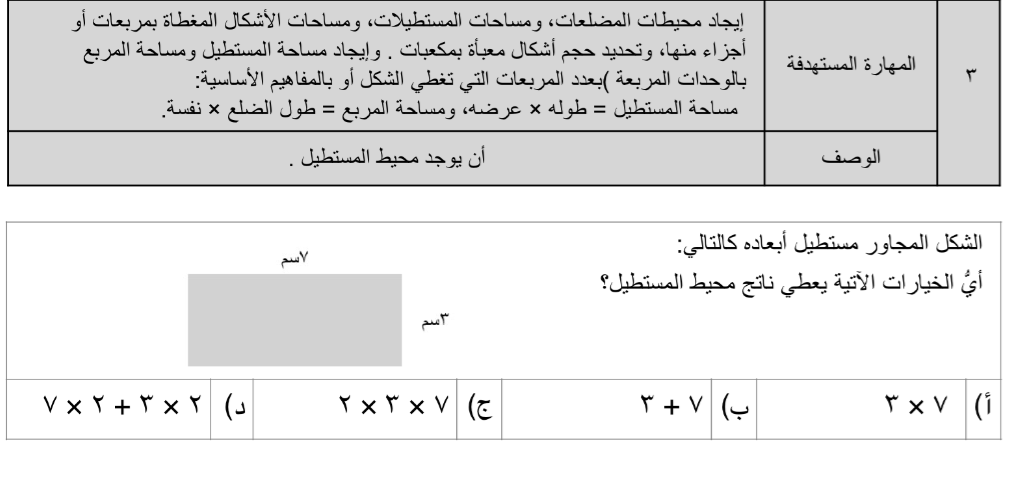 ٣
المهارة المستهدفة
إيجاد محيطات المضلعات، ومساحات المستطيلات، ومساحات الأشكال المغطاة بمربعات أو
أجزاء منها، وتحديد حجم أشكال معبأة بمكعبات . وإيجاد مساحة المستطيل ومساحة المربع
بالوحدات المربعة )بعدد المربعات التي تغطي الشكل أو بالمفاهيم الأساسية:
مساحة المستطيل = طوله × عرضه، ومساحة المربع = طول الضلع × نفسة.
الوصف
أن يوجد محيط المستطيل .
الشكل المجاور مستطيل أبعاده كالتالي:
أيُّ الخيارات الآتية يعطي ناتج محيط المستطيل؟
٧سم
٣سم
أ) ٧ × ٣
ب) ٧ + ٣
ج) ٧ × ٣ × ٢
د) ٢ × ٣ + ٢ × ٧